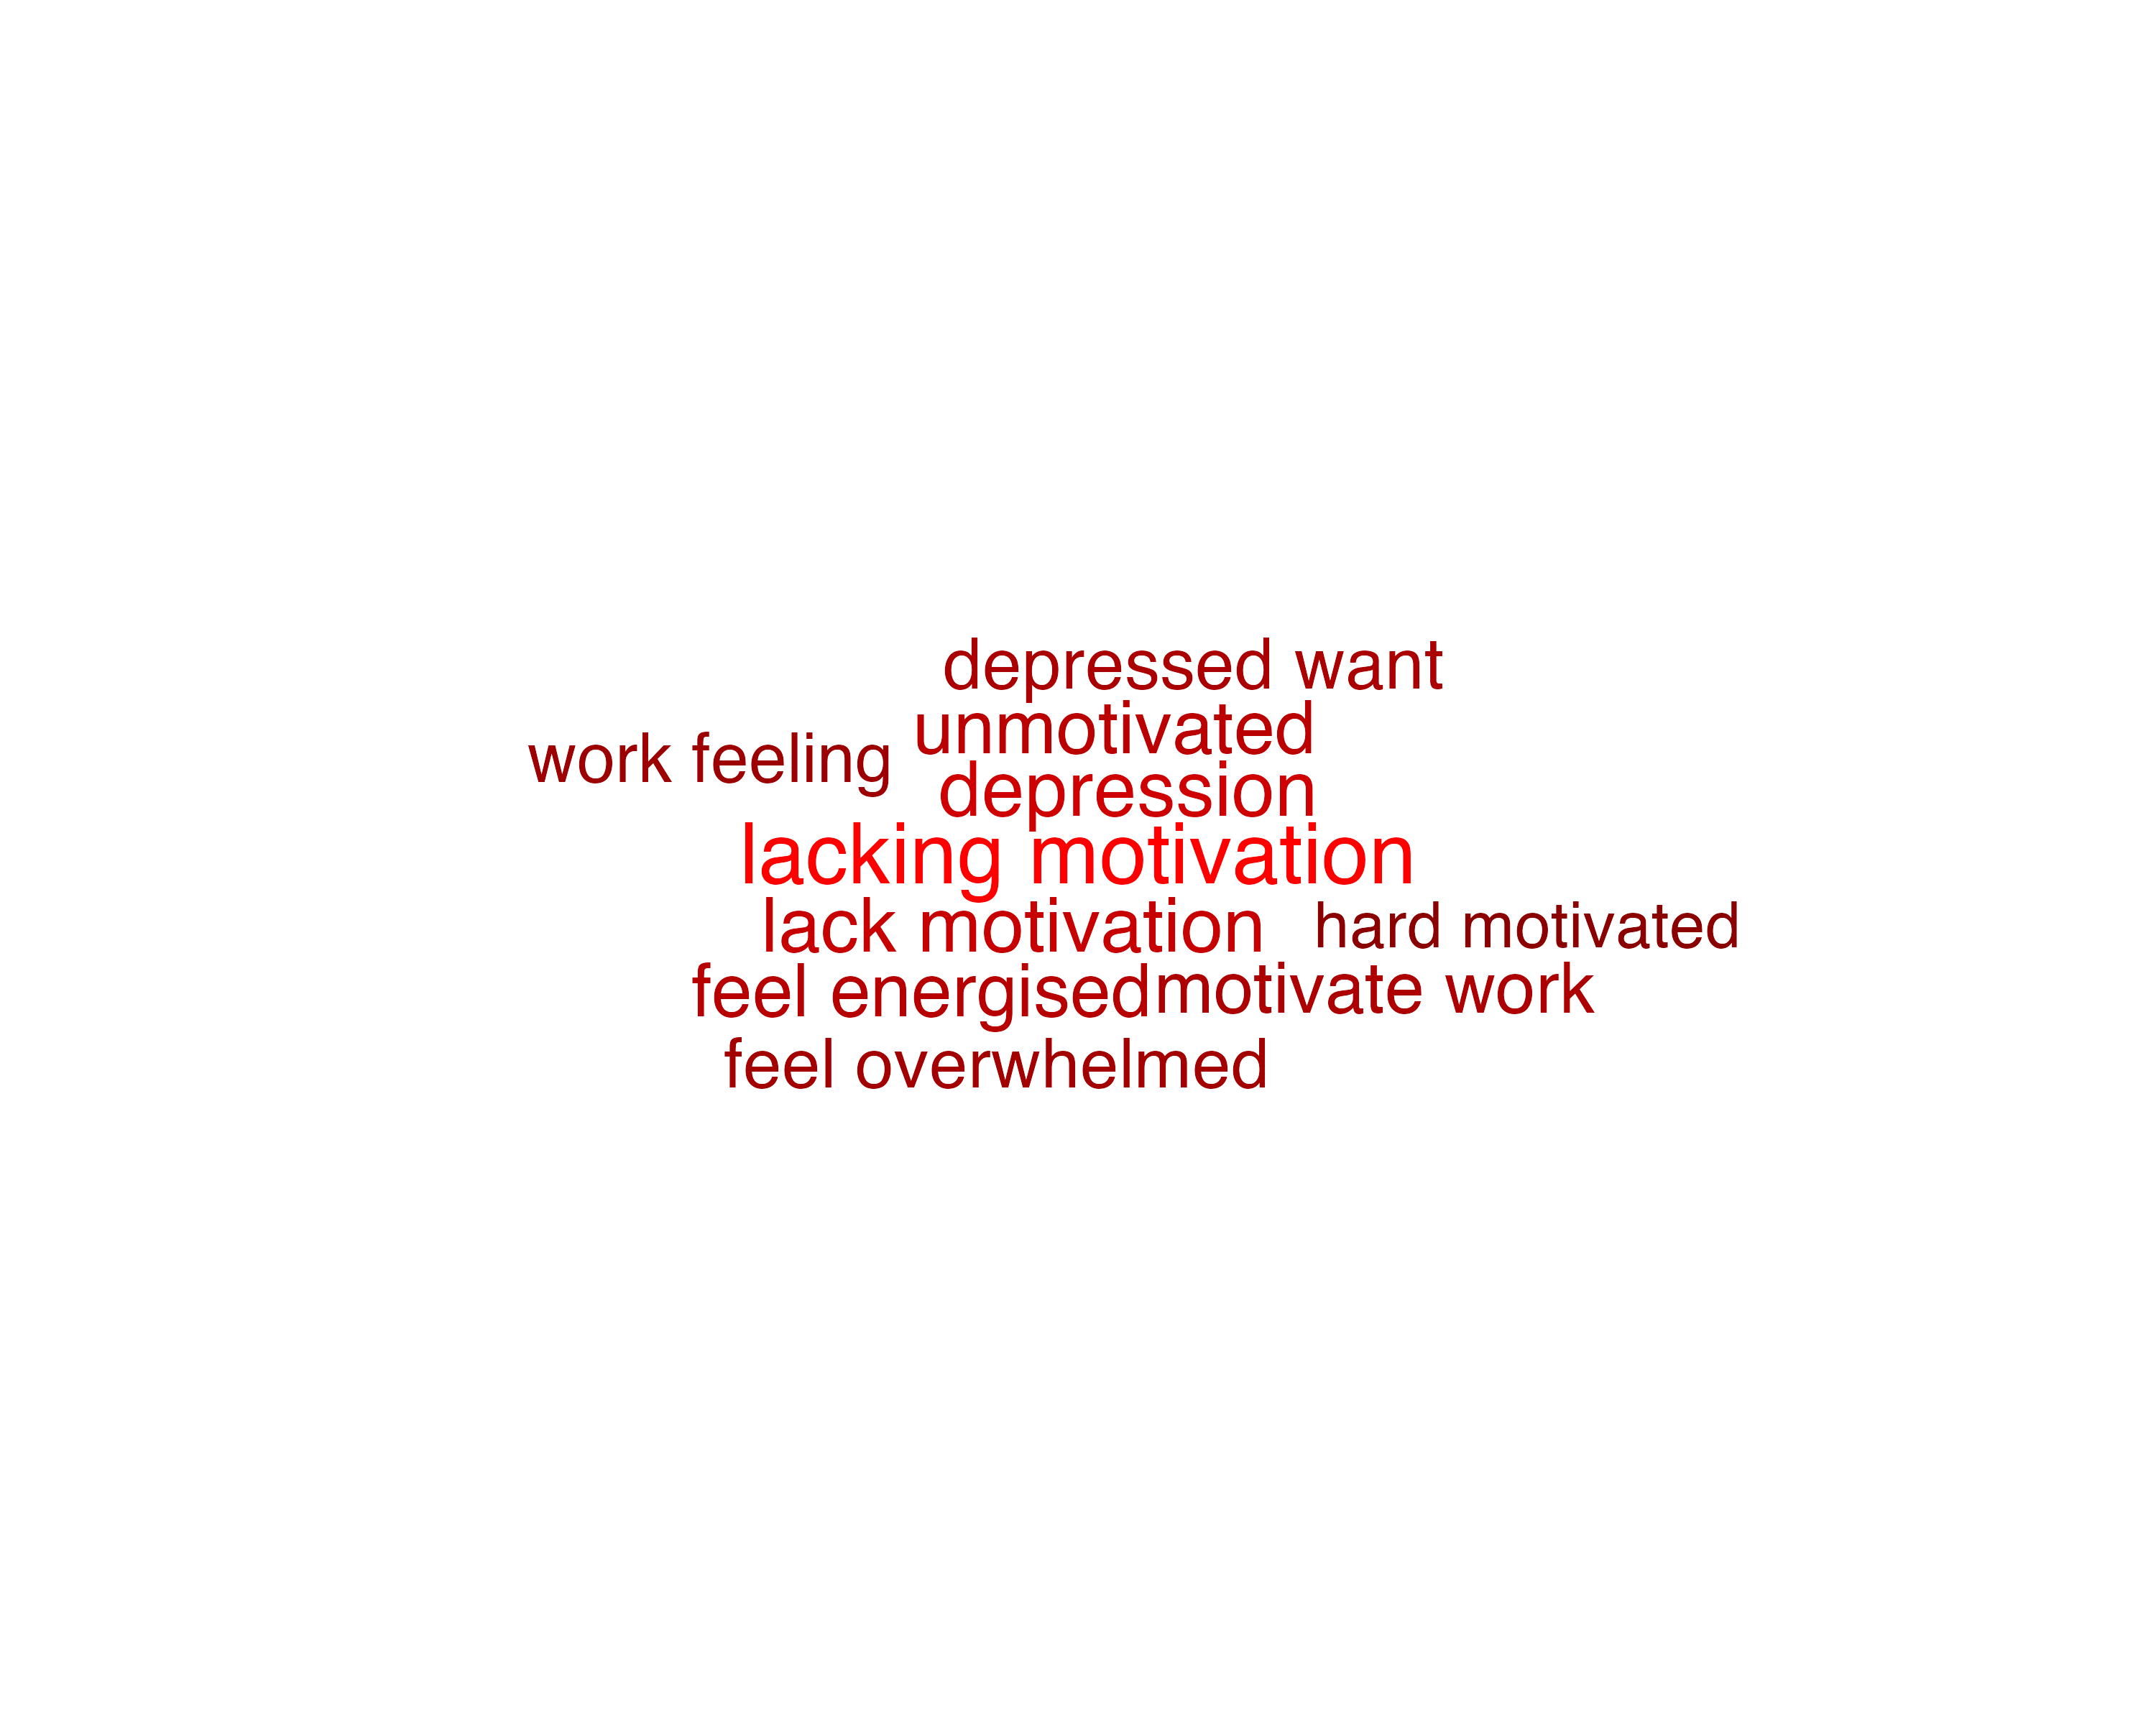 depressed want
unmotivated
work feeling
depression
lacking motivation
lack motivation
hard motivated
feel energised
motivate work
feel overwhelmed